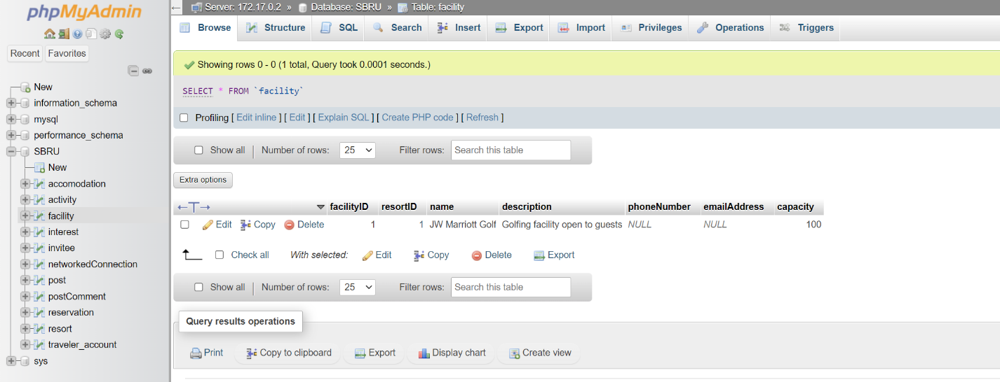 phpMyAdmin
Recent Favorites
New
information_schema
mysql
performance_schema
SBRU
New
accomodation
activity
facility
interest
invitee
networkedConnection
post
postComment
reservation
resort
traveler_account
sys
← Server: 172.17.0.2 » Database: SBRU » Table: facility
Browse Structure SQL Search Insert Export Import Privileges Operations Triggers
Showing rows 0 - 0 (1 total, Query took 0.0001 seconds.)
SELECT * FROM `facility`
Profiling [ Edit inline ] [ Edit ] [ Explain SQL ] [ Create PHP code ] [ Refresh ]
Show all | Number of rows: 25 Filter rows: Search this table
Extra options
←T→ facilityID resortID name description phoneNumber emailAddress capacity
Edit Copy Delete 1 1 JW Marriott Golf Golfing facility open to guests NULL NULL 100
Check all With selected: Edit Copy Delete Export
Show all | Number of rows: 25 Filter rows: Search this table
Query results operations
Print Copy to clipboard Export Display chart Create view